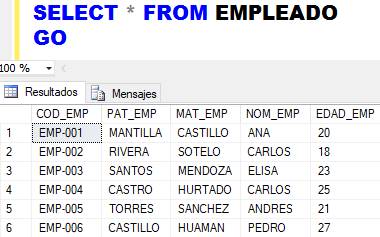 SELECT * FROM EMPLEADO
GO
100 %
Resultados Mensajes
COD_EMP PAT_EMP MAT_EMP NOM_EMP EDAD_EMP
1 EMP-001 MANTILLA CASTILLO ANA 20
2 EMP-002 RIVERA SOTELO CARLOS 18
3 EMP-003 SANTOS MENDOZA ELISA 23
4 EMP-004 CASTRO HURTADO CARLOS 25
5 EMP-005 TORRES SANCHEZ ANDRES 21
6 EMP-006 CASTILLO HUAMAN PEDRO 27